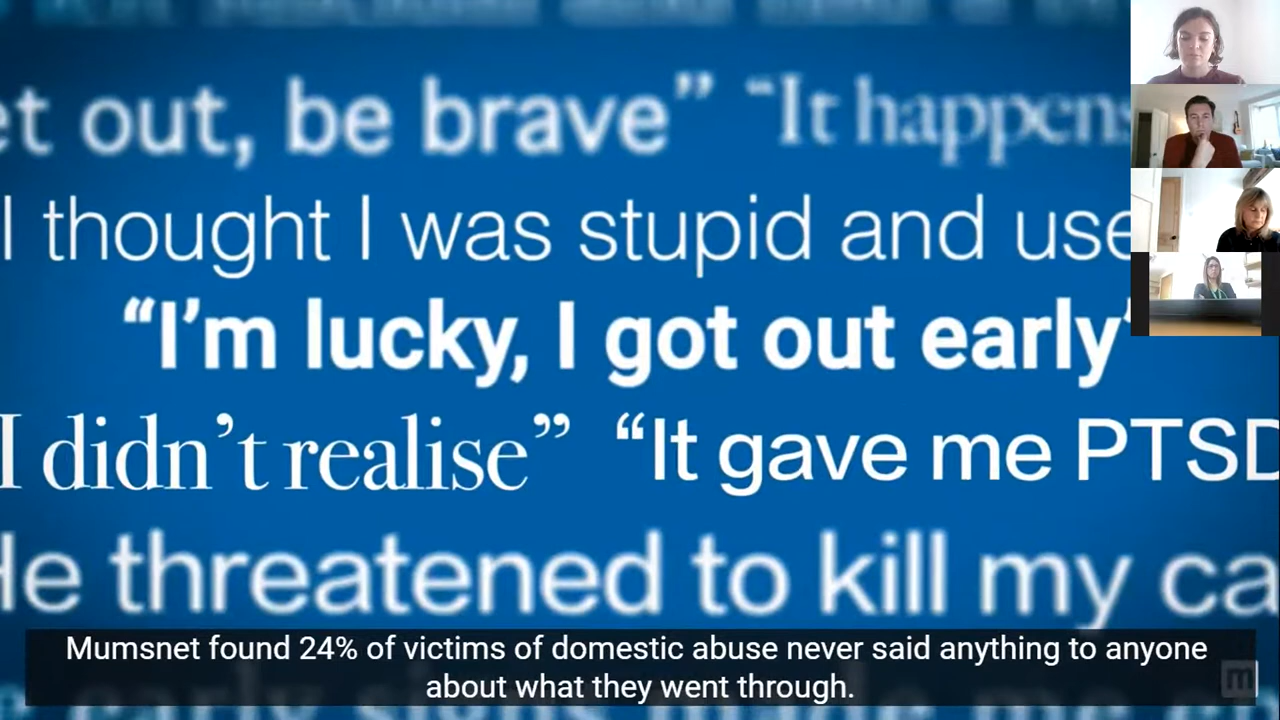 et out, be brave” “It happens
I thought I was stupid and use
“I’m lucky, I got out early”
I didn’t realise” “It gave me PTSD
He threatened to kill my ca
Mumsnet found 24% of victims of domestic abuse never said anything to anyone
about what they went through.
m